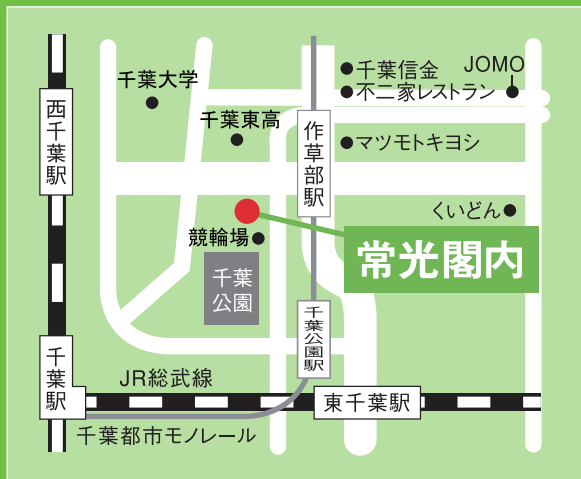 千葉大学
千葉信金
JOMO
不二家レストラン
西千葉駅
千葉東高
作草部駅
マツモトキヨシ
くいどん
競輪場
常光閣内
千葉
公園
千葉公園駅
千葉駅
JR総武線
東千葉駅
千葉都市モノレール